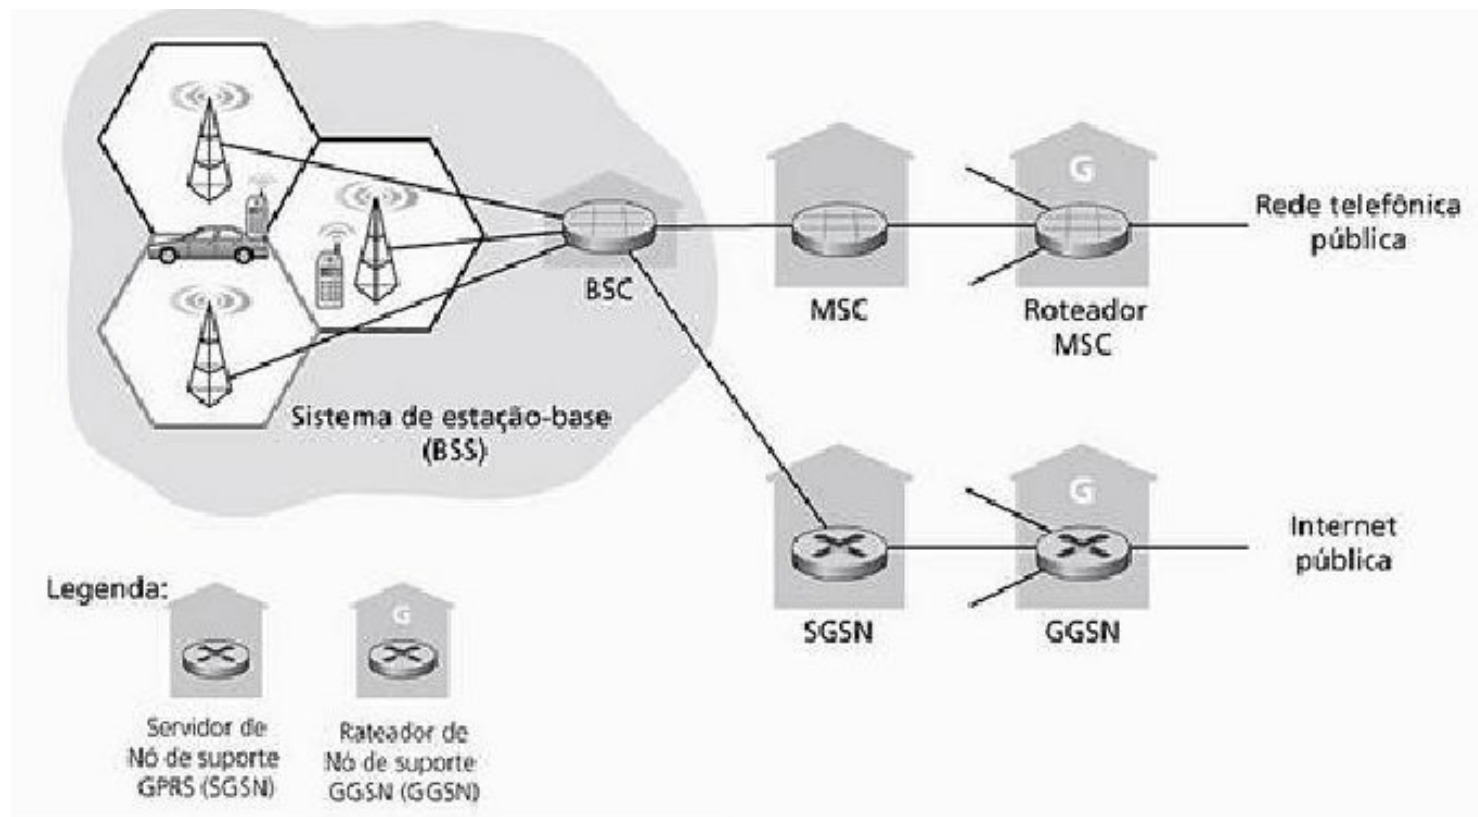 G
Rede telefônica
pública
BSC
MSC
Roteador
MSC
Sistema de estação-base
(BSS)
G
Internet
pública
SGSN
GGSN
Legenda:
G
Servidor de
Nó de suporte
GPRS (SGSN)
Rateador de
Nó de suporte
GGSN (GGSN)